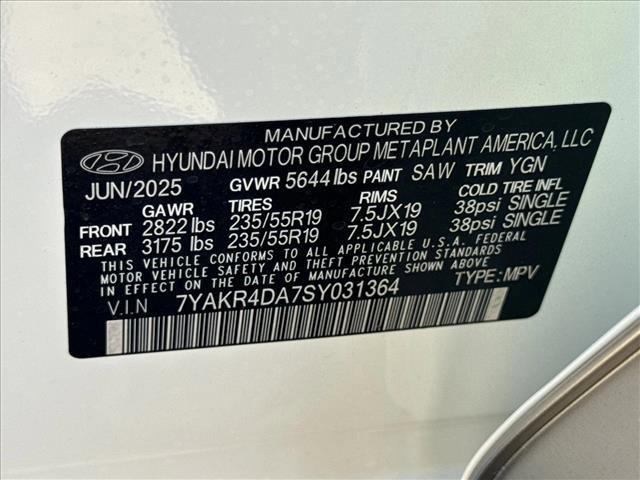 MANUFACTURED BY
HYUNDAI MOTOR GROUP METAPLANT AMERICA, LLC
JUN/2025 GVWR 5644 lbs PAINT SAW TRIM YGN
GAWR TIRES RIMS COLD TIRE INFL
FRONT 2822 lbs 235/55R19 7.5JX19 38psi SINGLE
REAR 3175 lbs 235/55R19 7.5JX19 38psi SINGLE
THIS VEHICLE CONFORMS TO ALL APPLICABLE U.S.A. FEDERAL
MOTOR VEHICLE SAFETY AND THEFT PREVENTION STANDARDS
IN EFFECT ON THE DATE OF MANUFACTURE SHOWN ABOVE.
V.I.N 7YAKR4DA7SY031364 TYPE: MPV